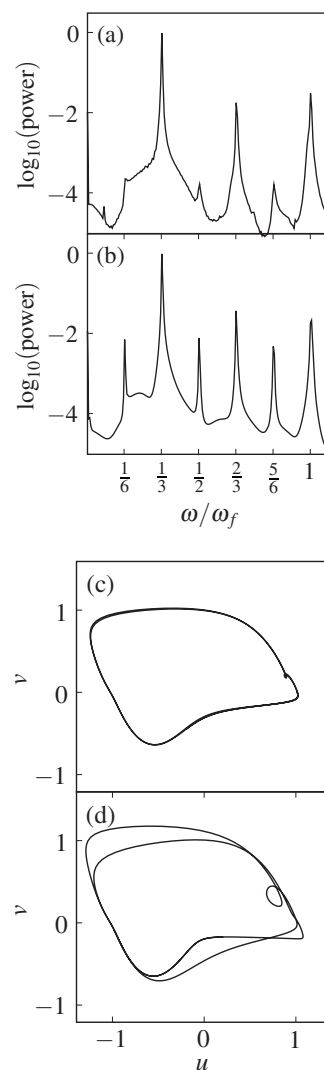 (a)
0
−2
−4
log₁₀(power)
(b)
0
−2
−4
log₁₀(power)
1/6 1/3 1/2 2/3 5/6 1
ω/ω_f
(c)
1
0
−1
v
(d)
1
0
−1
v
−1 0 1
u